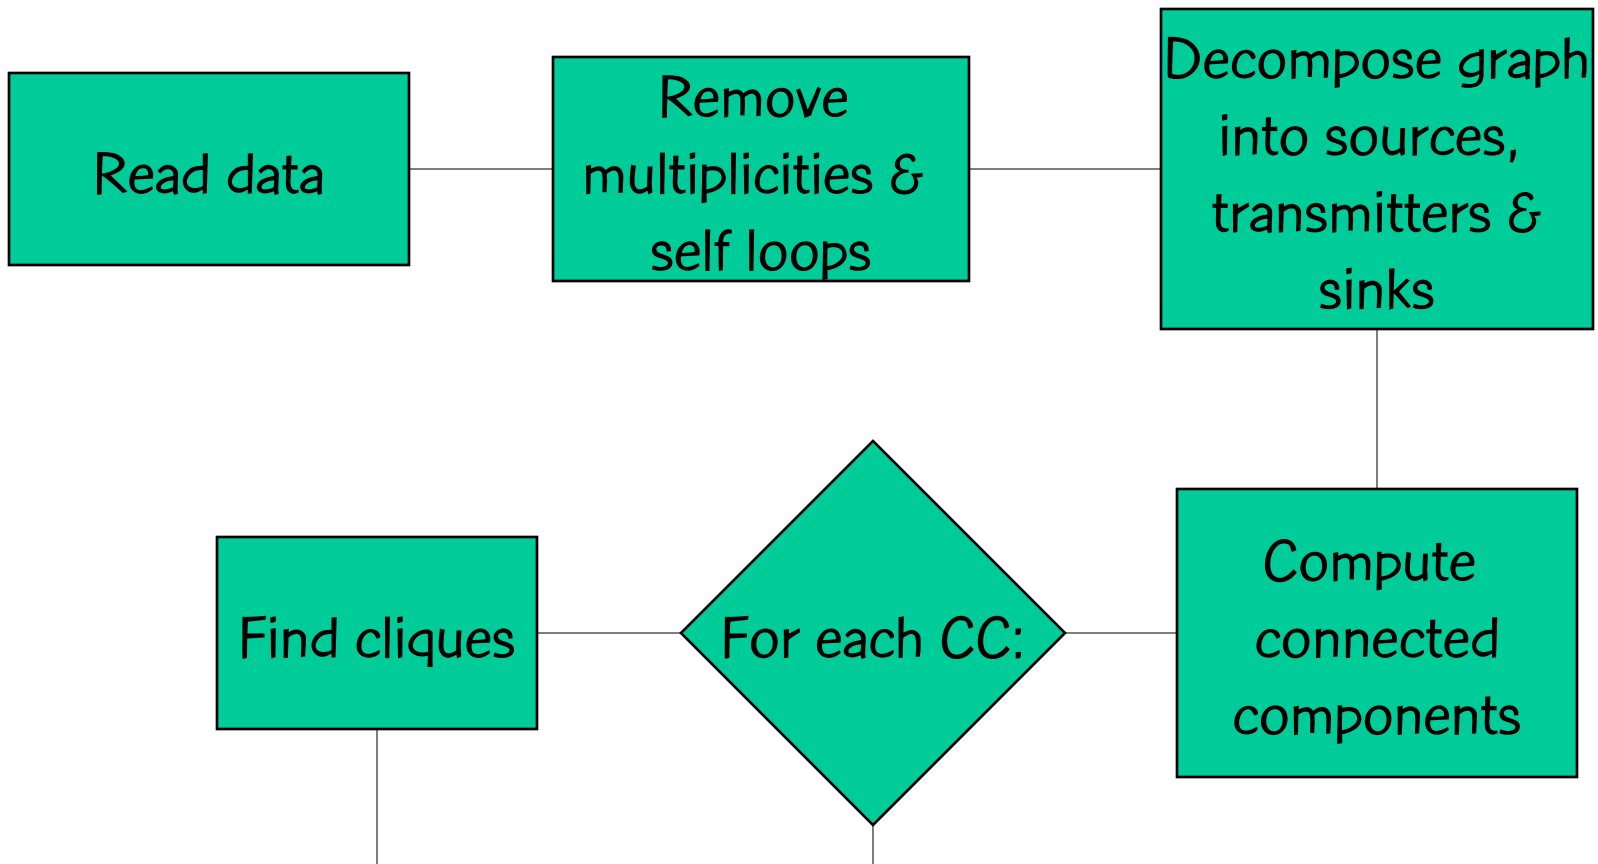 Read data
Remove
multiplicities &
self loops
Decompose graph
into sources,
transmitters &
sinks
Compute
connected
components
For each CC:
Find cliques